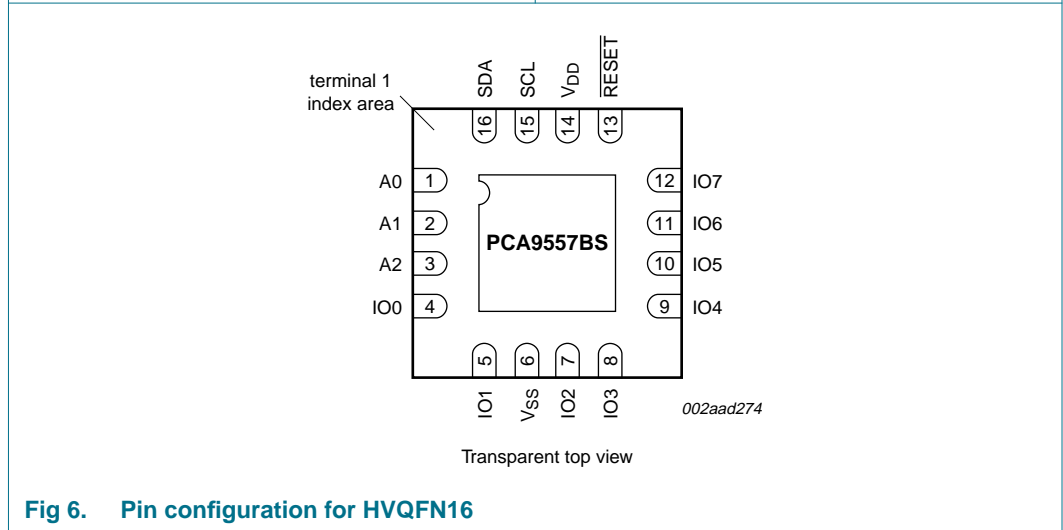 terminal 1
index area
SDA
SCL
VDD
RESET
16
15
14
13
A0 1
12 IO7
A1 2
11 IO6
PCA9557BS
A2 3
10 IO5
IO0 4
9 IO4
5
6
7
8
IO1
VSS
IO2
IO3
002aad274
Transparent top view
Fig 6. Pin configuration for HVQFN16